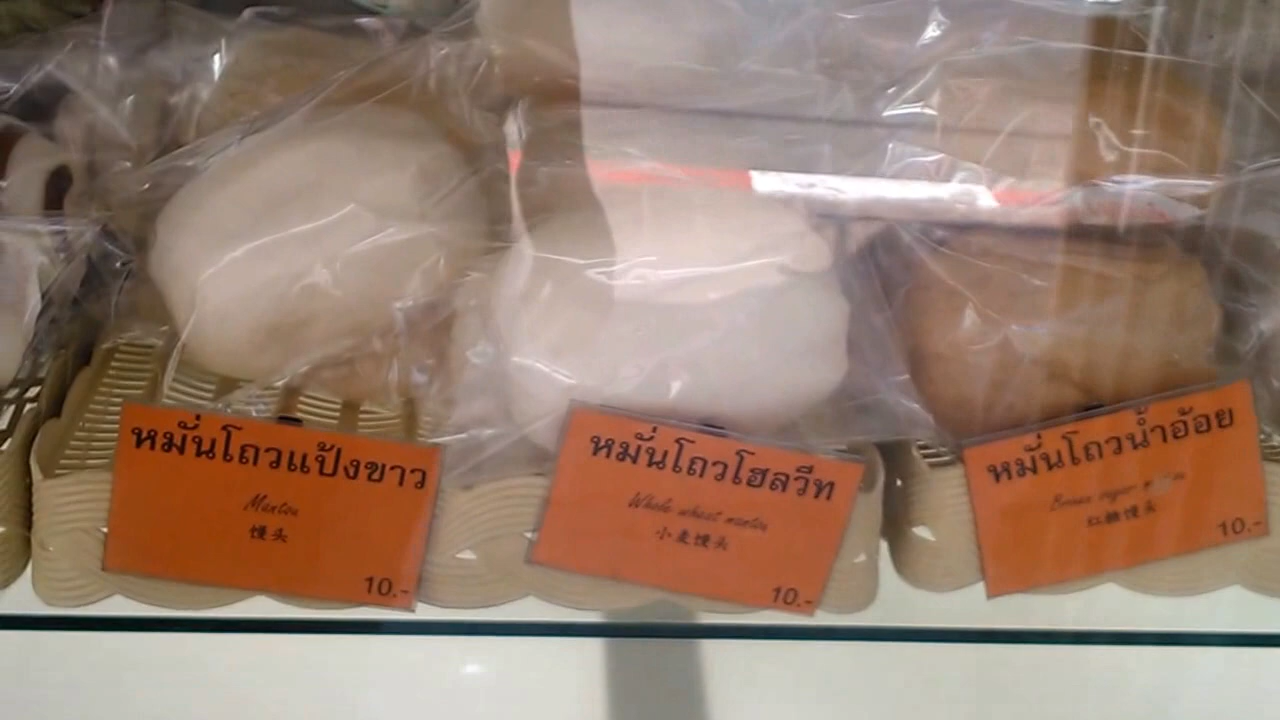 หมั่นโถวแป้งขาว
Mantou
馒头
10.-
หมั่นโถวโฮลวีท
Whole wheat mantou
小麦馒头
10.-
หมั่นโถวน้ำอ้อย
sugar
红糖馒头
10.-